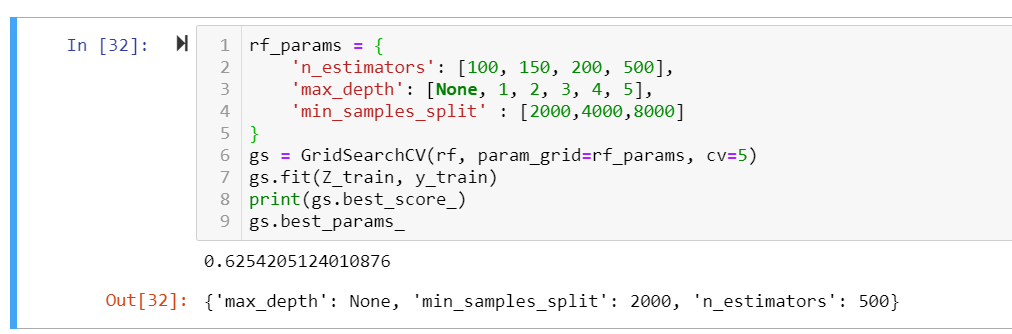 In [32]:
1 rf_params = {
2     'n_estimators': [100, 150, 200, 500],
3     'max_depth': [None, 1, 2, 3, 4, 5],
4     'min_samples_split' : [2000,4000,8000]
5 }
6 gs = GridSearchCV(rf, param_grid=rf_params, cv=5)
7 gs.fit(Z_train, y_train)
8 print(gs.best_score_)
9 gs.best_params_
0.6254205124010876
Out[32]: {'max_depth': None, 'min_samples_split': 2000, 'n_estimators': 500}